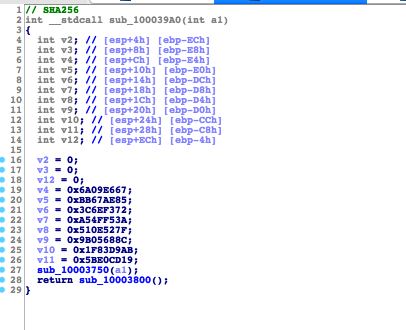 1 // SHA256
2 int __stdcall sub_100039A0(int a1)
3 {
4 int v2; // [esp+4h] [ebp-ECh]
5 int v3; // [esp+8h] [ebp-E8h]
6 int v4; // [esp+Ch] [ebp-E4h]
7 int v5; // [esp+10h] [ebp-E0h]
8 int v6; // [esp+14h] [ebp-DCh]
9 int v7; // [esp+18h] [ebp-D8h]
10 int v8; // [esp+1Ch] [ebp-D4h]
11 int v9; // [esp+20h] [ebp-D0h]
12 int v10; // [esp+24h] [ebp-CCh]
13 int v11; // [esp+28h] [ebp-C8h]
14 int v12; // [esp+ECh] [ebp-4h]
15
16 v2 = 0;
17 v3 = 0;
18 v12 = 0;
19 v4 = 0x6A09E667;
20 v5 = 0xBB67AE85;
21 v6 = 0x3C6EF372;
22 v7 = 0xA54FF53A;
23 v8 = 0x510E527F;
24 v9 = 0x9B05688C;
25 v10 = 0x1F83D9AB;
26 v11 = 0x5BE0CD19;
27 sub_10003750(a1);
28 return sub_10003800();
29 }